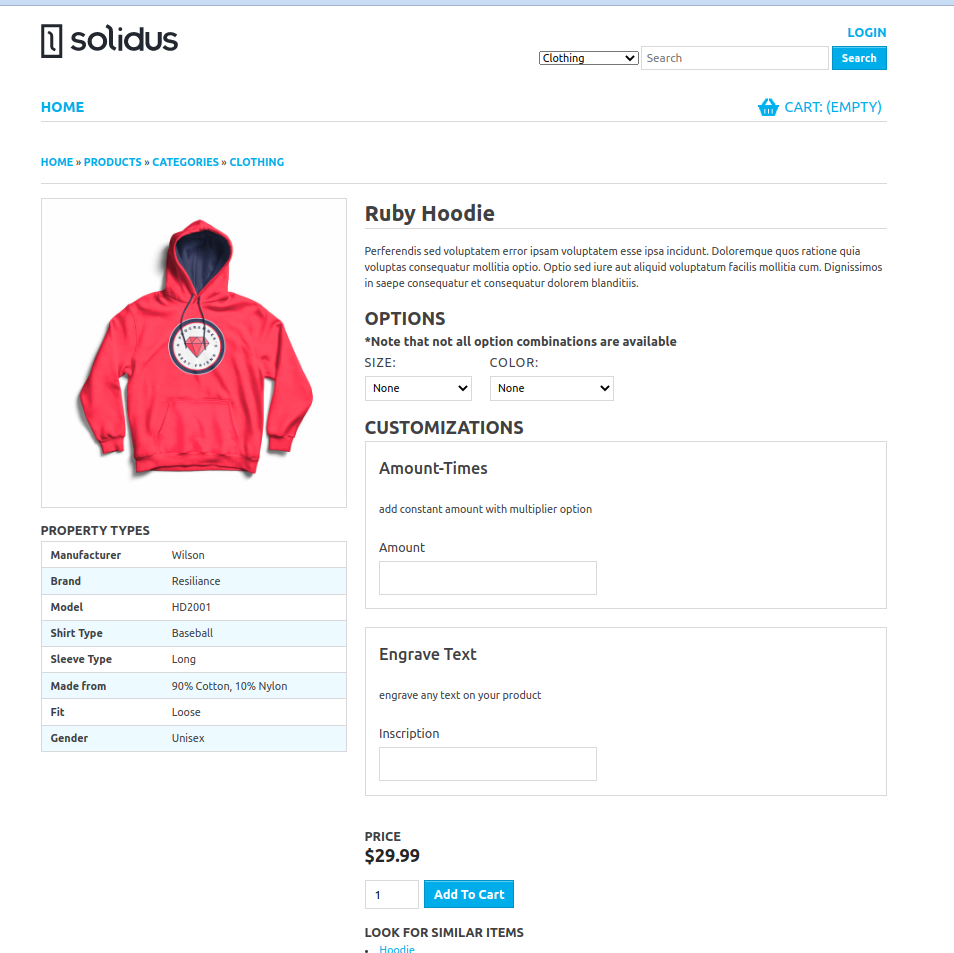 solidus
LOGIN
Clothing Search Search
HOME CART: (EMPTY)
HOME » PRODUCTS » CATEGORIES » CLOTHING
Ruby Hoodie
Perferendis sed voluptatem error ipsam voluptatem esse ipsa incidunt. Doloremque quos ratione quia
voluptas consequatur mollitia optio. Optio sed iure aut aliquid voluptatum facilis mollitia cum. Dignissimos
in saepe consequatur et consequatur dolorem blanditiis.
OPTIONS
*Note that not all option combinations are available
SIZE: COLOR:
None None
CUSTOMIZATIONS
Amount-Times
add constant amount with multiplier option
Amount
Engrave Text
engrave any text on your product
Inscription
PROPERTY TYPES
Manufacturer Wilson
Brand Resiliance
Model HD2001
Shirt Type Baseball
Sleeve Type Long
Made from 90% Cotton, 10% Nylon
Fit Loose
Gender Unisex
PRICE
$29.99
1 Add To Cart
LOOK FOR SIMILAR ITEMS
• Hoodie